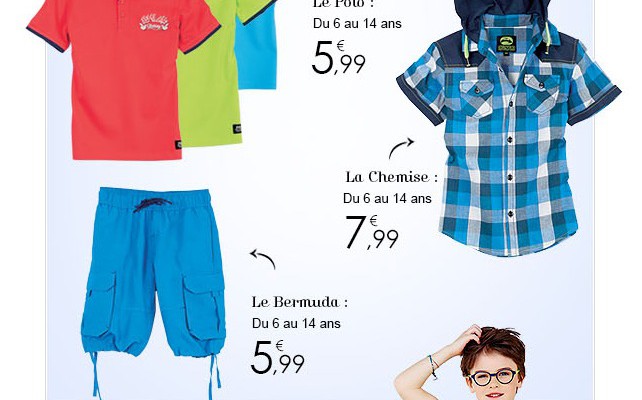 Le Polo :
Du 6 au 14 ans
5€,99
La Chemise :
Du 6 au 14 ans
7€,99
Le Bermuda :
Du 6 au 14 ans
5€,99